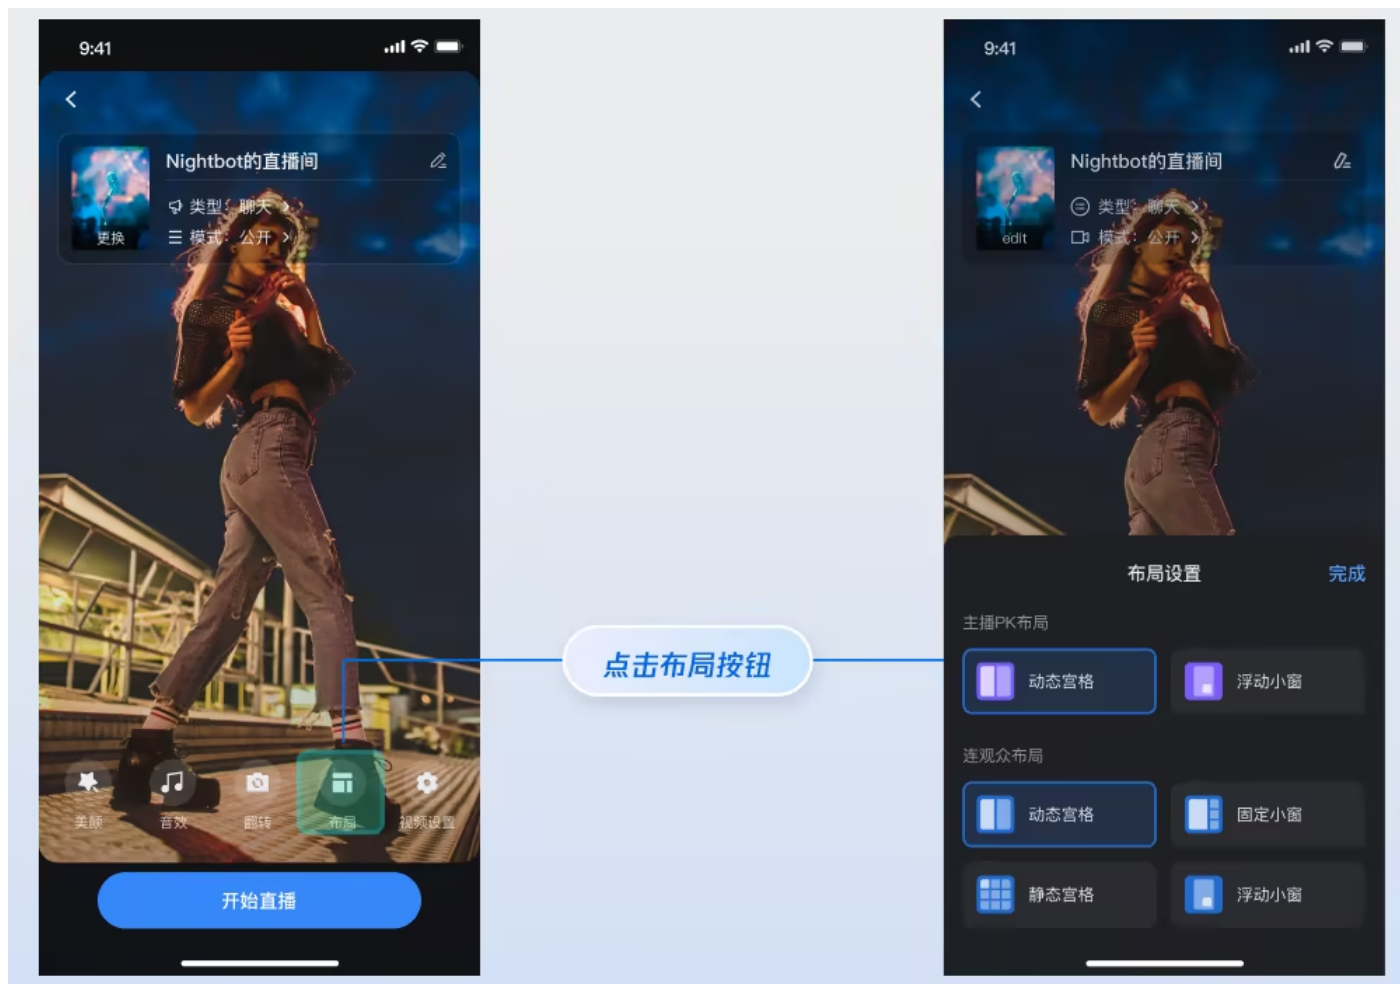 9:41
Nightbot的直播间
类型：聊天
模式：公开
更换
美颜
音效
翻转
布局
视频设置
开始直播
点击布局按钮
9:41
Nightbot的直播间
类型：聊天
模式：公开
edit
布局设置
完成
主播PK布局
动态宫格
浮动小窗
连观众布局
动态宫格
固定小窗
静态宫格
浮动小窗